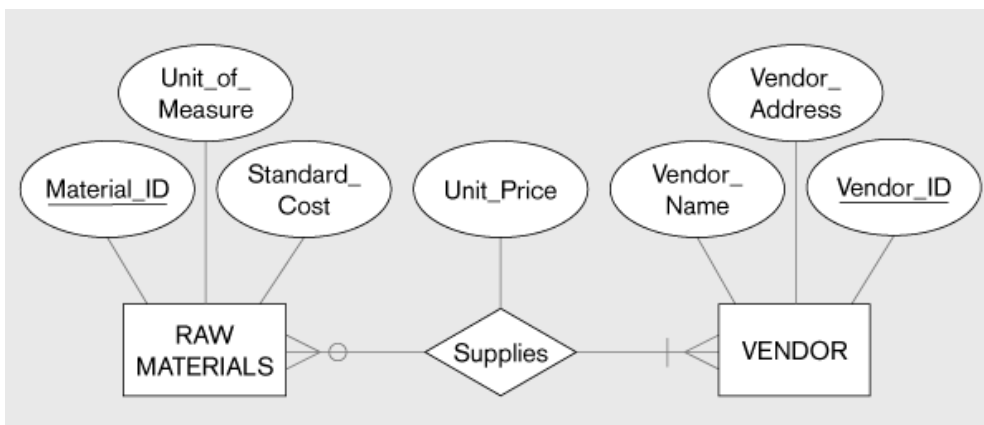 Unit_of_
Measure
Vendor_
Address
Material_ID
Standard_
Cost
Unit_Price
Vendor_
Name
Vendor_ID
RAW
MATERIALS
Supplies
VENDOR